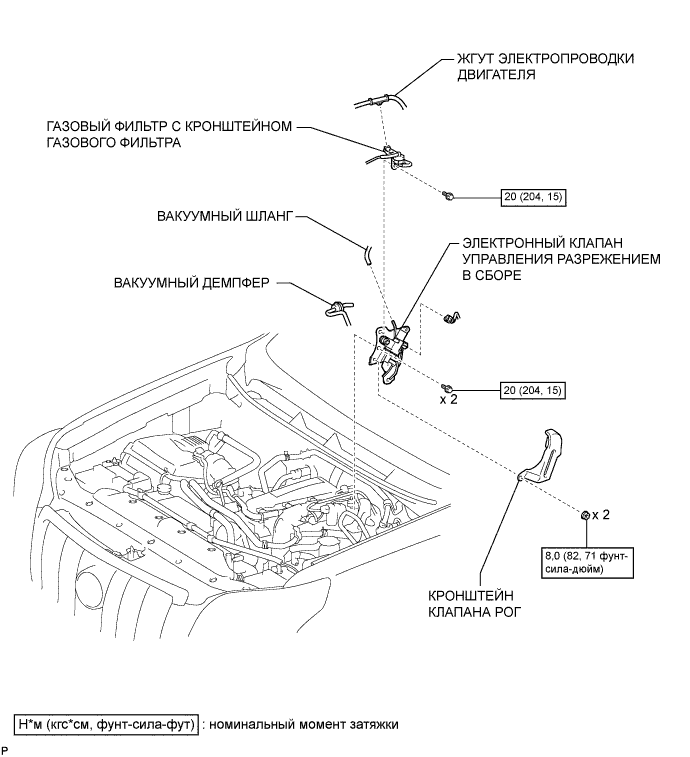 ЖГУТ ЭЛЕКТРОПРОВОДКИ
ДВИГАТЕЛЯ
ГАЗОВЫЙ ФИЛЬТР С КРОНШТЕЙНОМ
ГАЗОВОГО ФИЛЬТРА
20 (204, 15)
ВАКУУМНЫЙ ШЛАНГ
ЭЛЕКТРОННЫЙ КЛАПАН
УПРАВЛЕНИЯ РАЗРЕЖЕНИЕМ
В СБОРЕ
ВАКУУМНЫЙ ДЕМПФЕР
20 (204, 15)
x 2
x 2
8,0 (82, 71 фунт-
сила-дюйм)
КРОНШТЕЙН
КЛАПАНА РОГ
Н*м (кгс*см, фунт-сила-фут) : номинальный момент затяжки
P